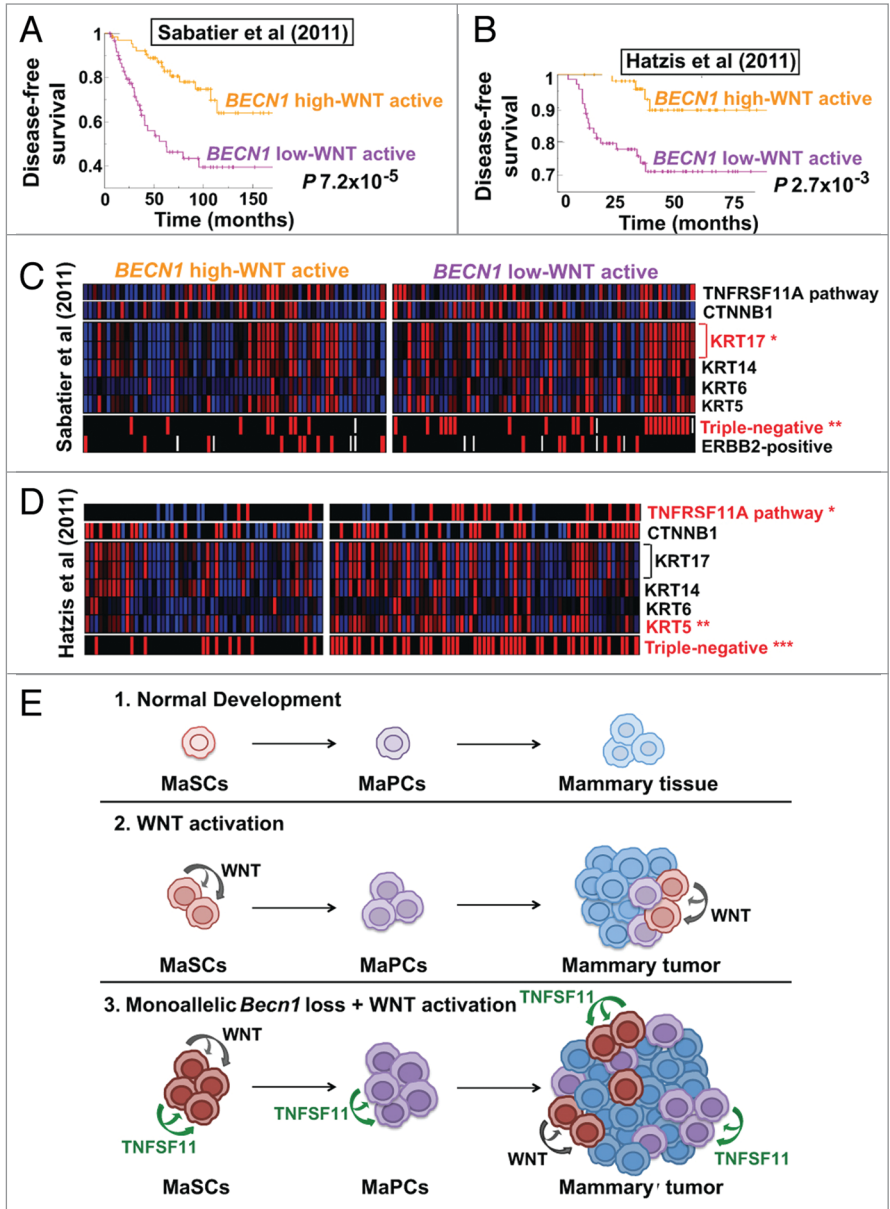 A
Sabatier et al (2011)
Disease-free
survival
1
0.8
0.6
0.4
BECN1 high-WNT active
BECN1 low-WNT active
P 7.2x10-5
0
50
100
150
Time (months)
B
Hatzis et al (2011)
Disease-free
survival
1
0.9
0.8
0.7
BECN1 high-WNT active
BECN1 low-WNT active
P 2.7x10-3
0
25
50
75
Time (months)
C
Sabatier et al (2011)
BECN1 high-WNT active
BECN1 low-WNT active
TNFRSF11A pathway
CTNNB1
KRT17 *
KRT14
KRT6
KRT5
Triple-negative **
ERBB2-positive
D
Hatzis et al (2011)
TNFRSF11A pathway *
CTNNB1
KRT17
KRT14
KRT6
KRT5 **
Triple-negative ***
E
1. Normal Development
MaSCs
MaPCs
Mammary tissue
2. WNT activation
WNT
WNT
MaSCs
MaPCs
Mammary tumor
3. Monoallelic Becn1 loss + WNT activation
TNFSF11
WNT
TNFSF11
TNFSF11
WNT
TNFSF11
MaSCs
MaPCs
Mammary tumor